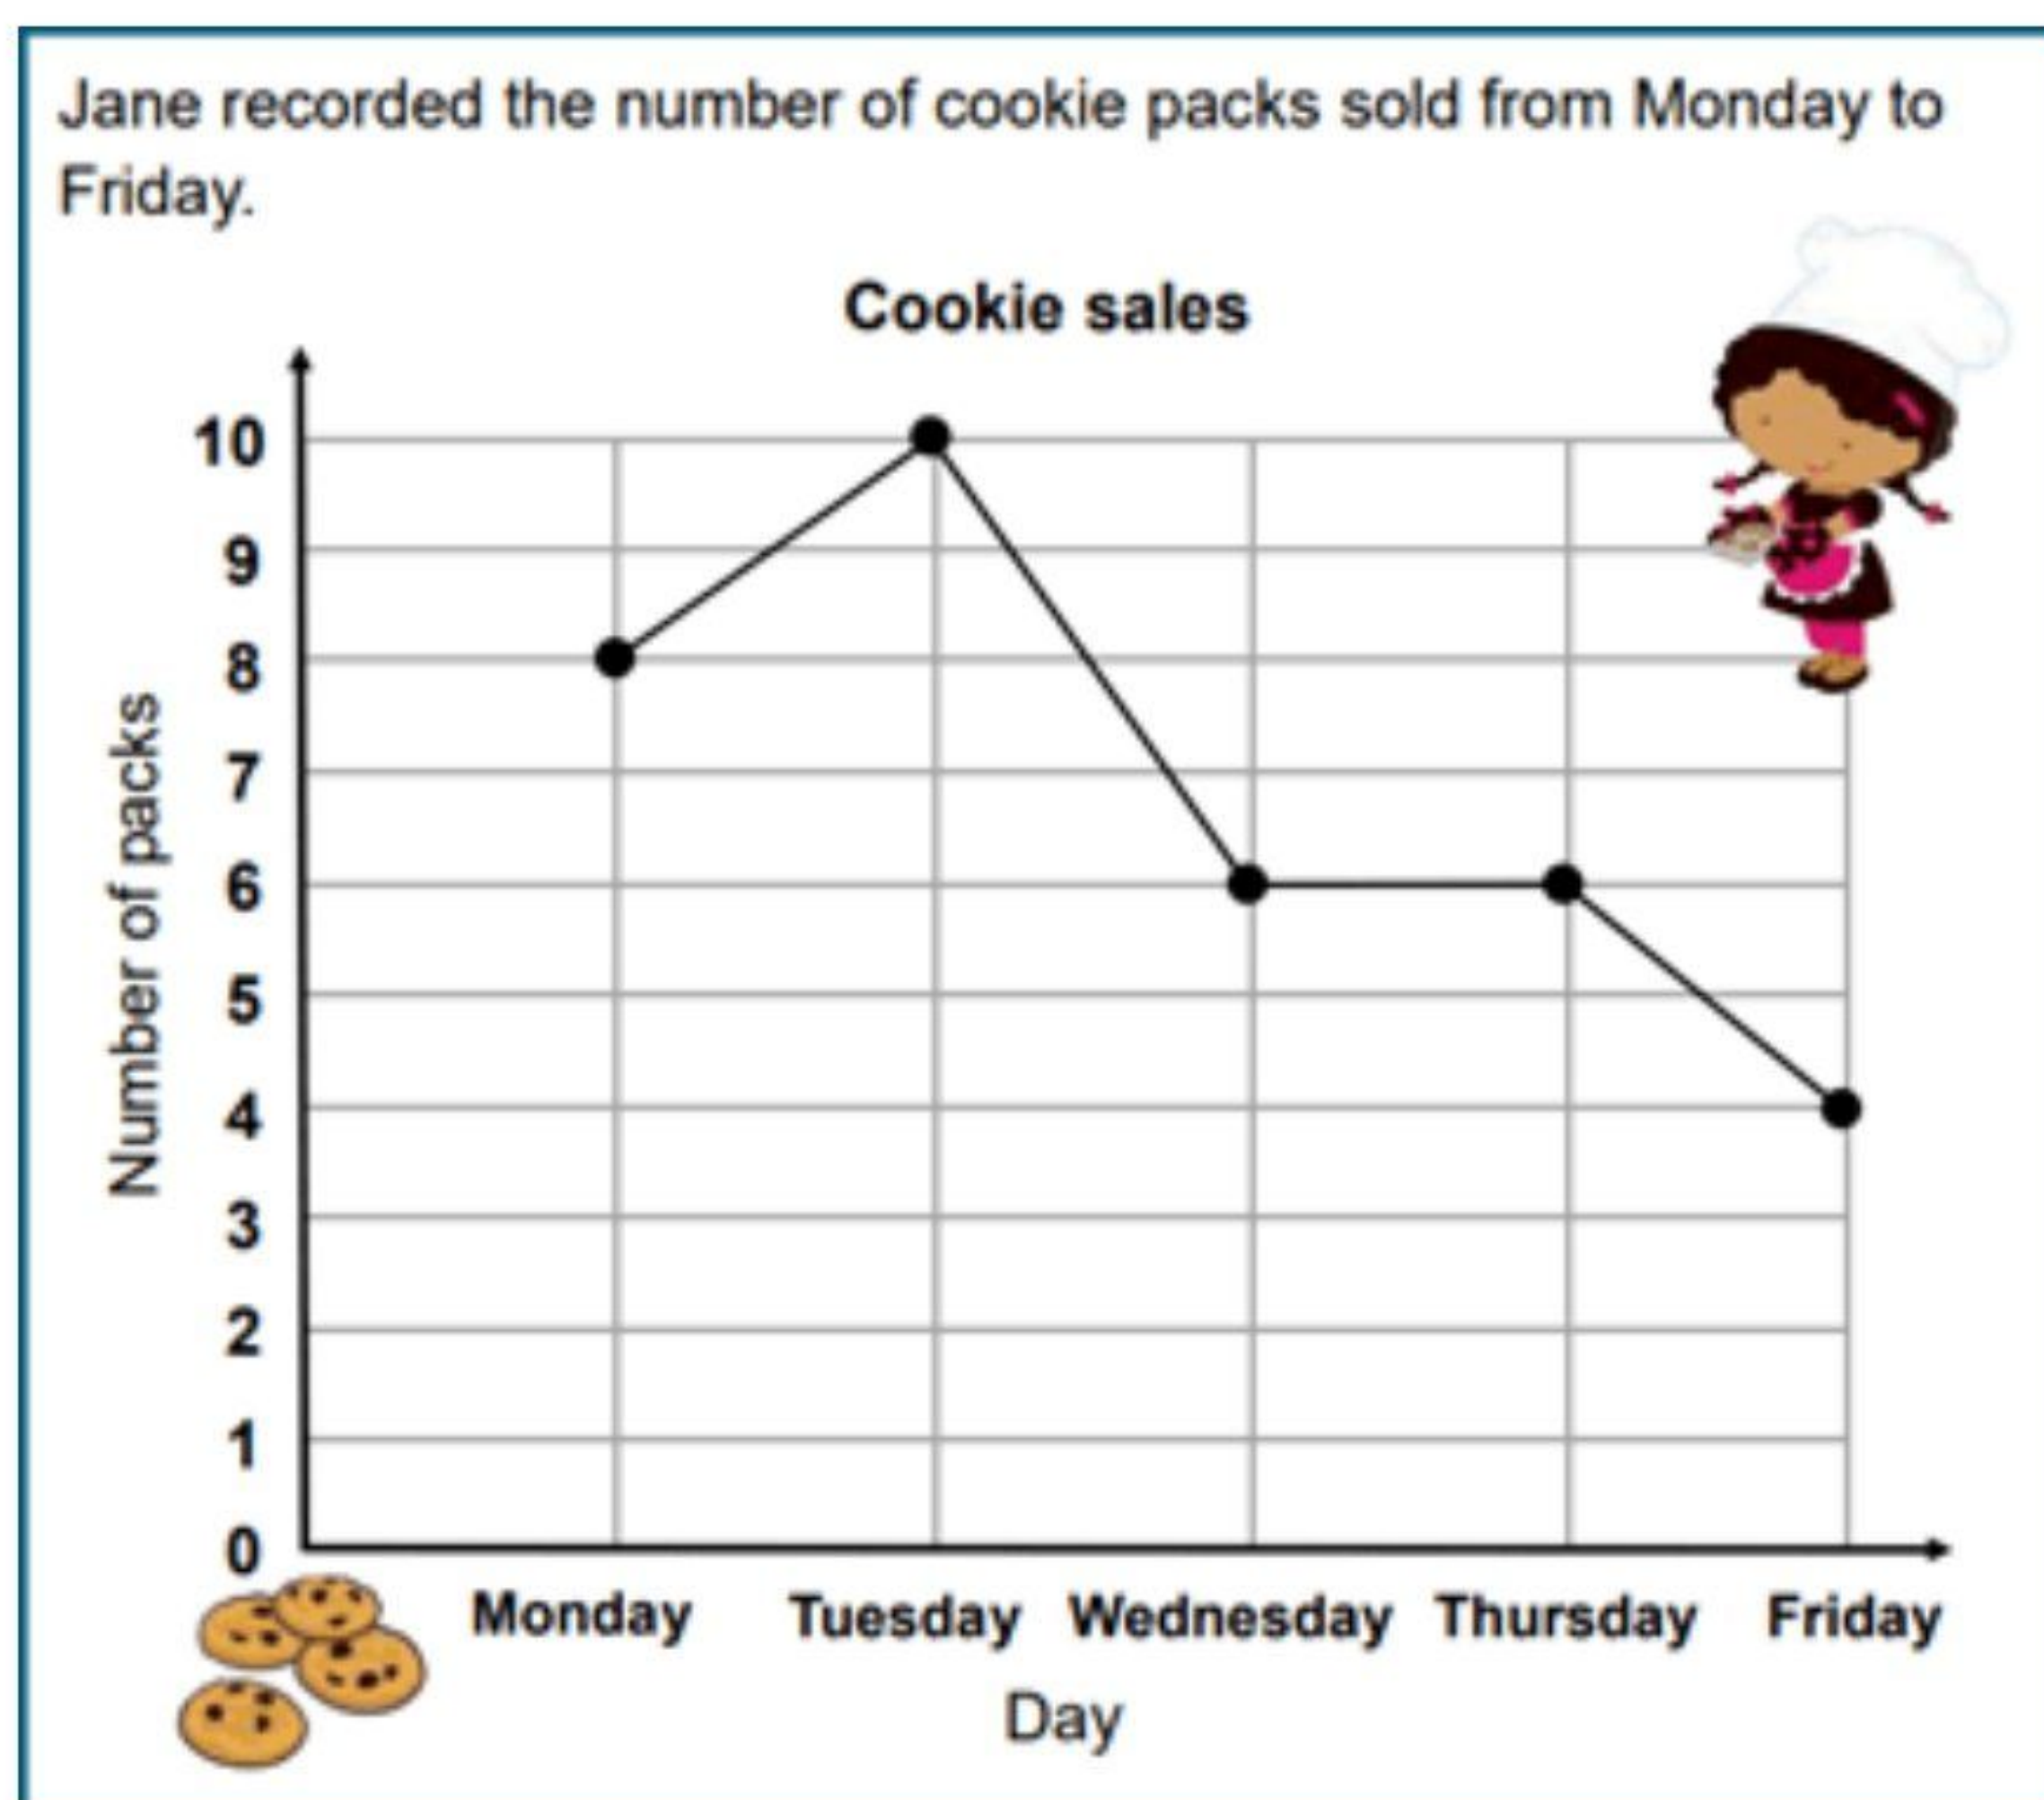 Jane recorded the number of cookie packs sold from Monday to
Friday.
Cookie sales
Number of packs
10
9
8
7
6
5
4
3
2
1
0
Monday Tuesday Wednesday Thursday Friday
Day